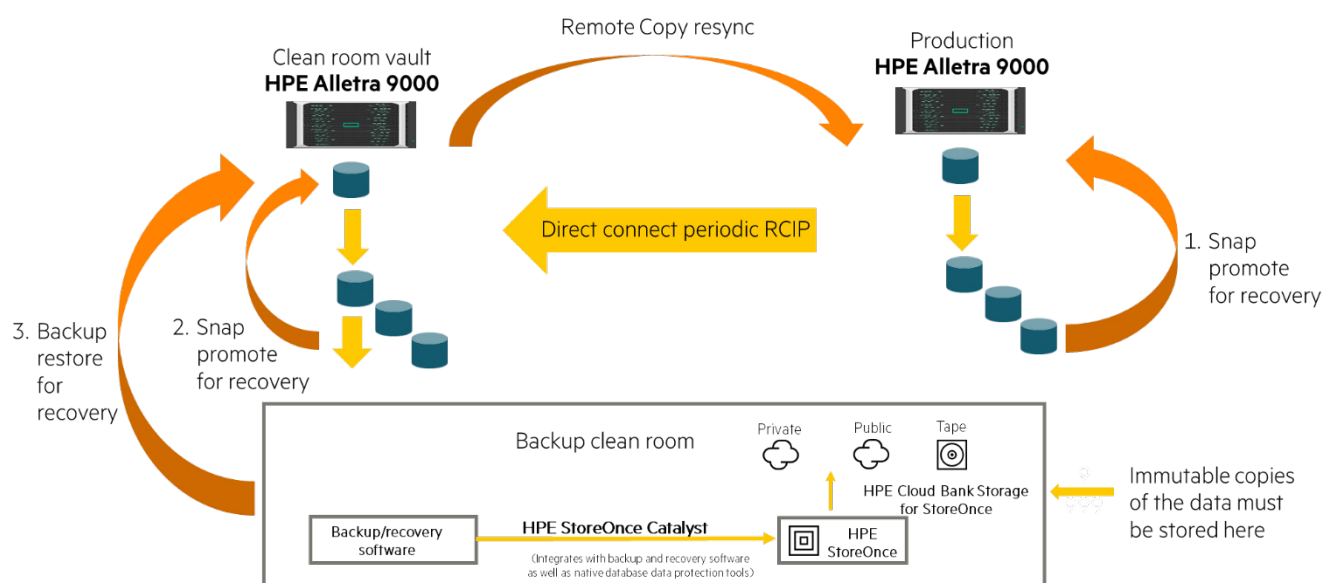 Remote Copy resync
Clean room vault
HPE Alletra 9000
Production
HPE Alletra 9000
Direct connect periodic RCIP
1. Snap
promote
for recovery
2. Snap
promote
for recovery
3. Backup
restore
for
recovery
Backup clean room
Private
Public
Tape
HPE Cloud Bank Storage
for StoreOnce
Immutable copies
of the data must
be stored here
Backup/recovery
software
HPE StoreOnce Catalyst
(Integrates with backup and recovery software
as well as native database data protection tools)
HPE
StoreOnce